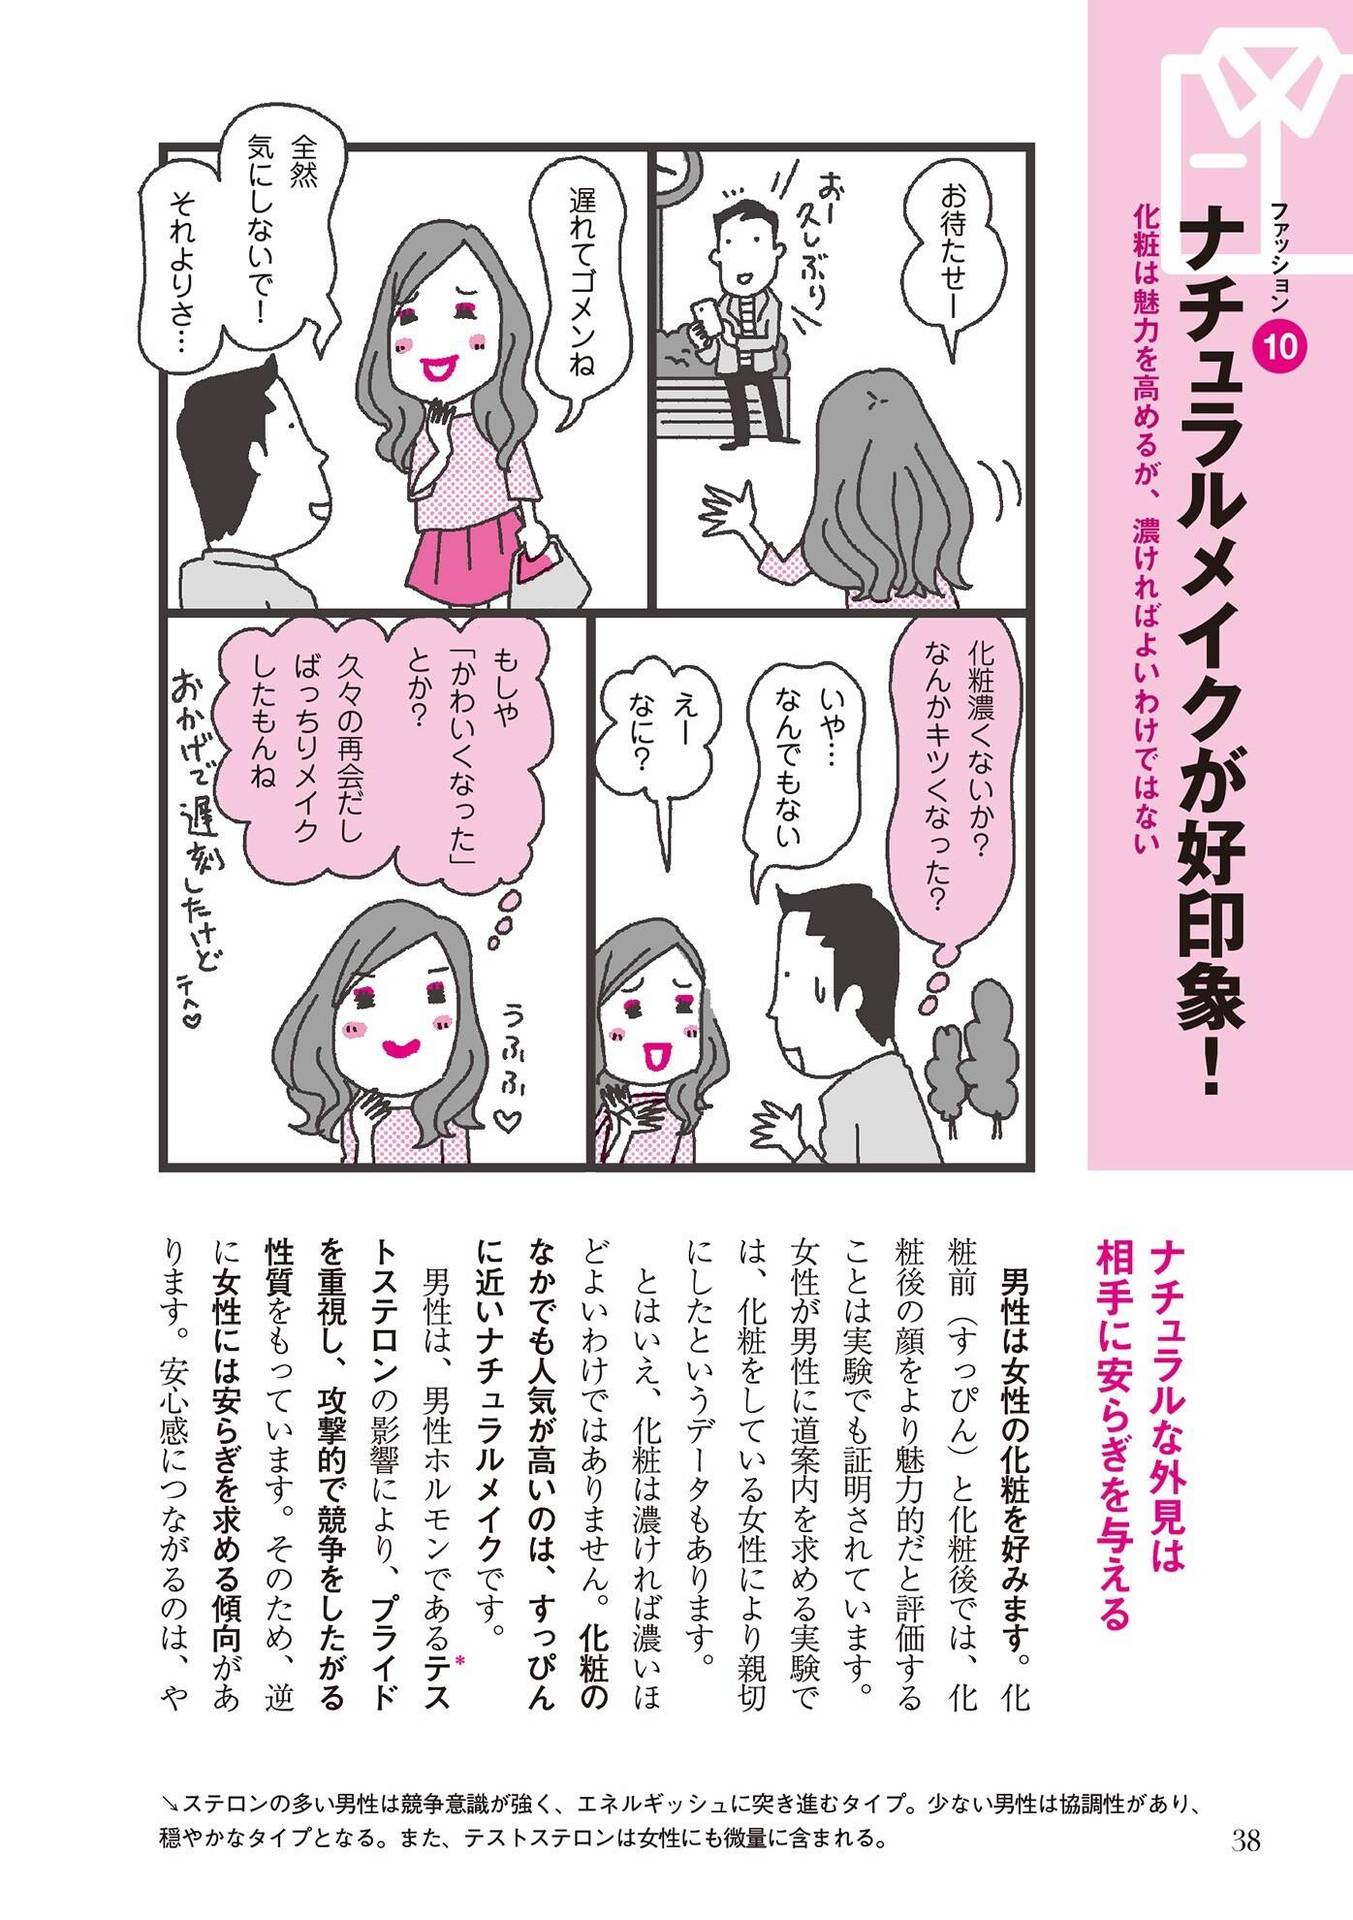 ファッション
10
ナチュラルメイクが好印象！
化粧は魅力を高めるが、濃ければよいわけではない
お待たせー
おー
久しぶり
遅れてゴメンね
全然
気にしないで！
それよりさ…
化粧濃くないか？
なんかキツくなった？
いや…
なんでもない
えー
なに？
もしや
「かわいくなった」
とか？
久々の再会だし
ばっちりメイク
したもんね
おかげで遅刻したけど
テヘ♡
うふふ♡
ナチュラルな外見は
相手に安らぎを与える
男性は女性の化粧を好みます。化
粧前（すっぴん）と化粧後では、化
粧後の顔をより魅力的だと評価する
ことは実験でも証明されています。
女性が男性に道案内を求める実験で
は、化粧をしている女性により親切
にしたというデータもあります。
とはいえ、化粧は濃ければ濃いほ
どよいわけではありません。化粧の
なかでも人気が高いのは、すっぴん
に近いナチュラルメイクです。
男性は、男性ホルモンであるテス*
トステロンの影響により、プライド
を重視し、攻撃的で競争をしたがる
性質をもっています。そのため、逆
に女性には安らぎを求める傾向があ
ります。安心感につながるのは、や
↘ステロンの多い男性は競争意識が強く、エネルギッシュに突き進むタイプ。少ない男性は協調性があり、
穏やかなタイプとなる。また、テストステロンは女性にも微量に含まれる。
38